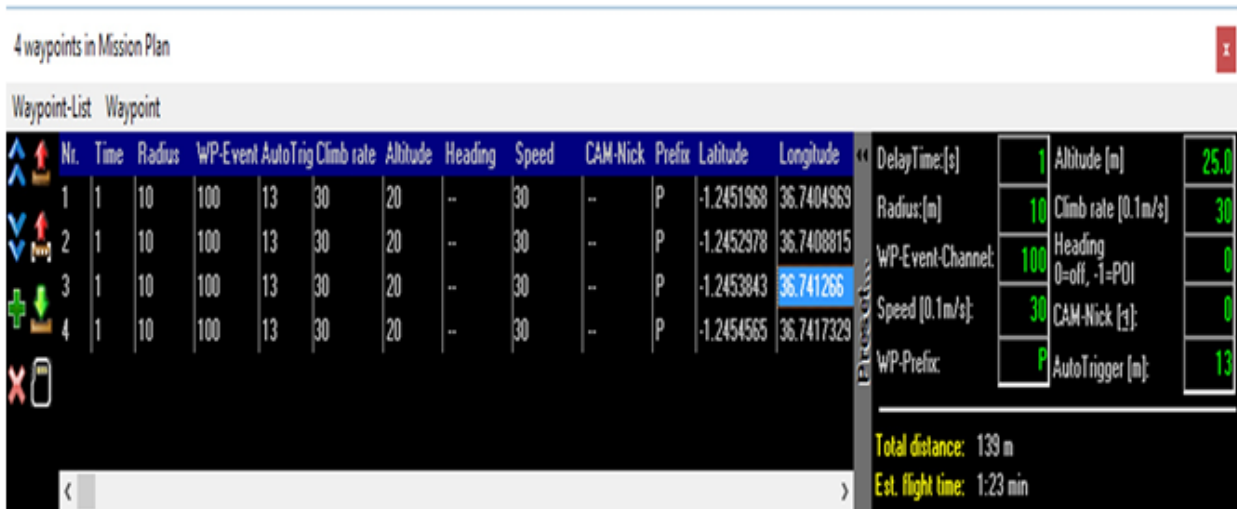 4 waypoints in Mission Plan
x
Waypoint-List Waypoint
Nr. Time Radius WP-Event AutoTrig Climb rate Altitude Heading Speed CAM-Nick Prefix Latitude Longitude
1 1 10 100 13 30 20 -- 30 -- P -1.2451968 36.7404969
2 1 10 100 13 30 20 -- 30 -- P -1.2452978 36.7408815
3 1 10 100 13 30 20 -- 30 -- P -1.2453843 36.741266
4 1 10 100 13 30 20 -- 30 -- P -1.2454565 36.7417329
Preset...
DelayTime:[s] 1 Altitude [m] 25.0
Radius:[m] 10 Climb rate [0.1m/s] 30
WP-Event-Channel: 100 Heading 0
0=off, -1=POI
Speed [0.1m/s]: 30 CAM-Nick [°]: 0
WP-Prefix: P AutoTrigger [m]: 13
Total distance: 139 m
Est. flight time: 1:23 min